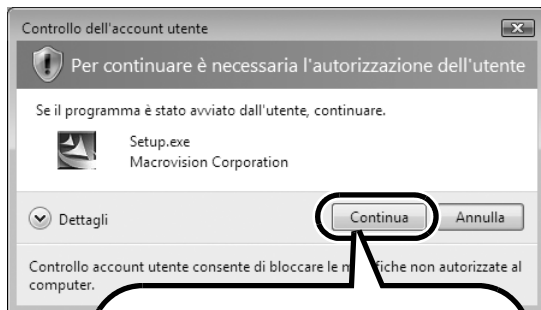 Controllo dell'account utente
Per continuare è necessaria l'autorizzazione dell'utente
Se il programma è stato avviato dall'utente, continuare.
Setup.exe
Macrovision Corporation
Dettagli
Continua
Annulla
Controllo account utente consente di bloccare le non autorizzate al
computer.